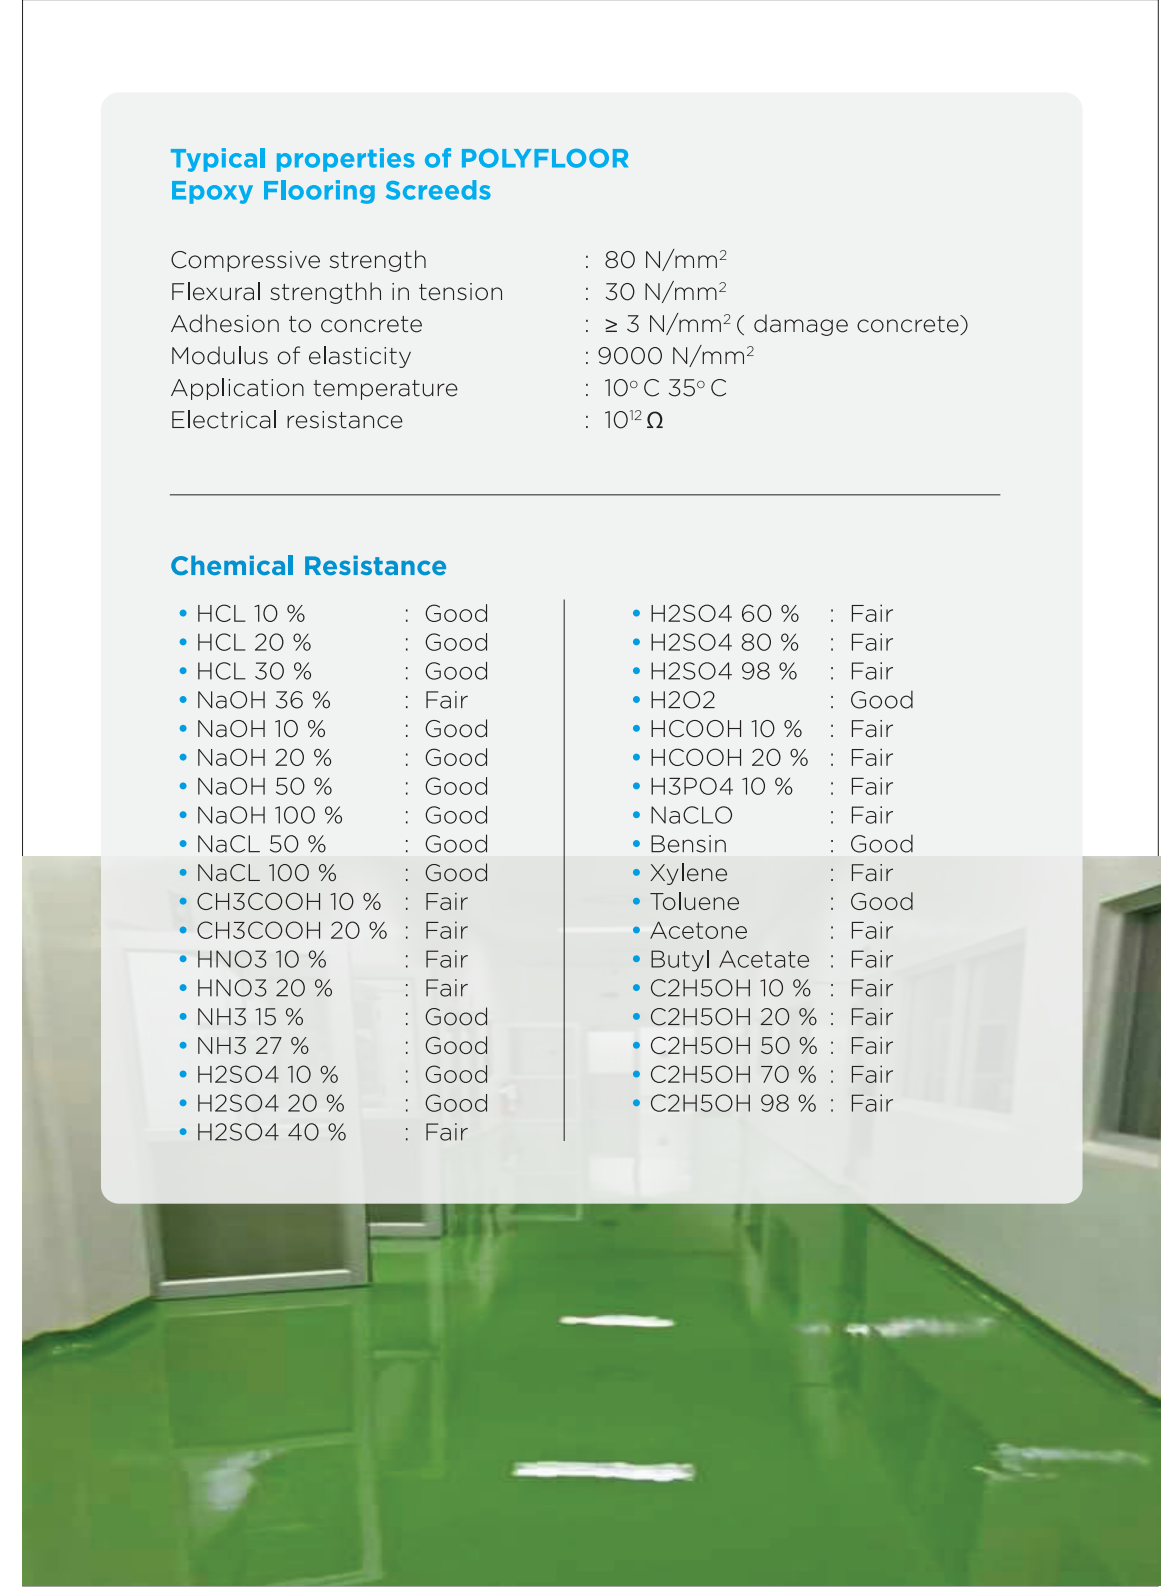 Typical properties of POLYFLOOR
Epoxy Flooring Screeds
Compressive strength : 80 N/mm²
Flexural strengthh in tension : 30 N/mm²
Adhesion to concrete : ≥ 3 N/mm² ( damage concrete)
Modulus of elasticity : 9000 N/mm²
Application temperature : 10° C 35° C
Electrical resistance : 10¹² Ω
Chemical Resistance
• HCL 10 % : Good
• HCL 20 % : Good
• HCL 30 % : Good
• NaOH 36 % : Fair
• NaOH 10 % : Good
• NaOH 20 % : Good
• NaOH 50 % : Good
• NaOH 100 % : Good
• NaCL 50 % : Good
• NaCL 100 % : Good
• CH3COOH 10 % : Fair
• CH3COOH 20 % : Fair
• HNO3 10 % : Fair
• HNO3 20 % : Fair
• NH3 15 % : Good
• NH3 27 % : Good
• H2SO4 10 % : Good
• H2SO4 20 % : Good
• H2SO4 40 % : Fair
• H2SO4 60 % : Fair
• H2SO4 80 % : Fair
• H2SO4 98 % : Fair
• H2O2 : Good
• HCOOH 10 % : Fair
• HCOOH 20 % : Fair
• H3PO4 10 % : Fair
• NaCLO : Fair
• Bensin : Good
• Xylene : Fair
• Toluene : Good
• Acetone : Fair
• Butyl Acetate : Fair
• C2H5OH 10 % : Fair
• C2H5OH 20 % : Fair
• C2H5OH 50 % : Fair
• C2H5OH 70 % : Fair
• C2H5OH 98 % : Fair